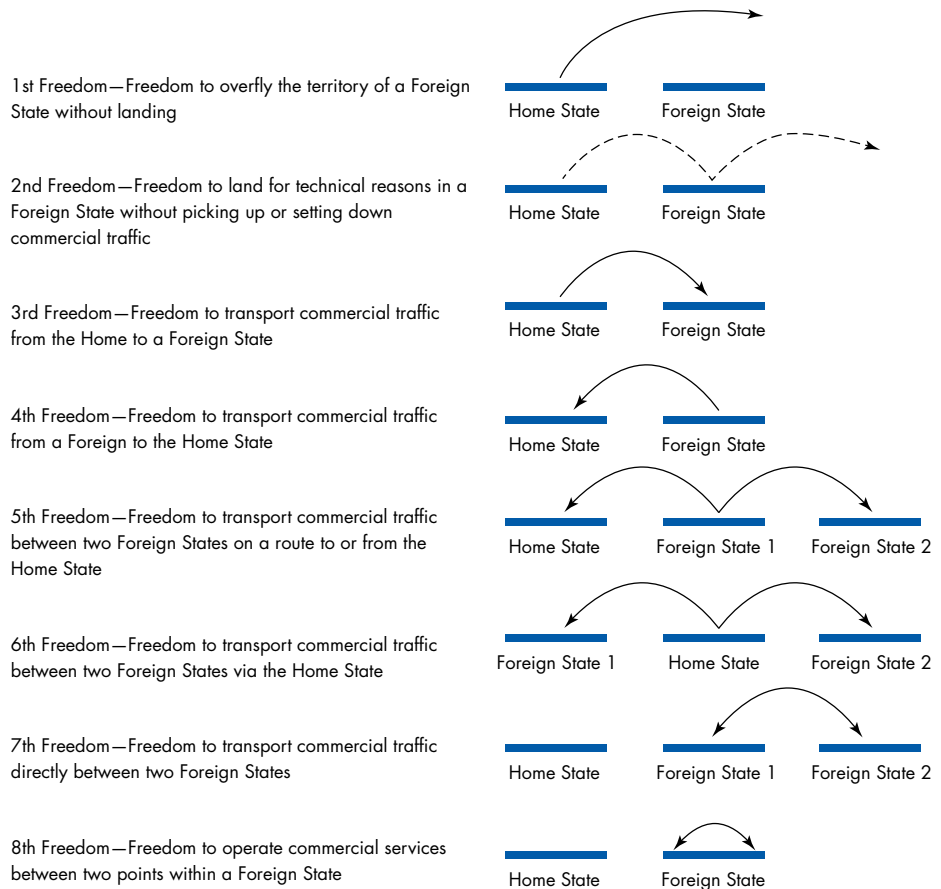 1st Freedom—Freedom to overfly the territory of a Foreign
State without landing
Home State
Foreign State
2nd Freedom—Freedom to land for technical reasons in a
Foreign State without picking up or setting down
commercial traffic
Home State
Foreign State
3rd Freedom—Freedom to transport commercial traffic
from the Home to a Foreign State
Home State
Foreign State
4th Freedom—Freedom to transport commercial traffic
from a Foreign to the Home State
Home State
Foreign State
5th Freedom—Freedom to transport commercial traffic
between two Foreign States on a route to or from the
Home State
Home State
Foreign State 1
Foreign State 2
6th Freedom—Freedom to transport commercial traffic
between two Foreign States via the Home State
Foreign State 1
Home State
Foreign State 2
7th Freedom—Freedom to transport commercial traffic
directly between two Foreign States
Home State
Foreign State 1
Foreign State 2
8th Freedom—Freedom to operate commercial services
between two points within a Foreign State
Home State
Foreign State